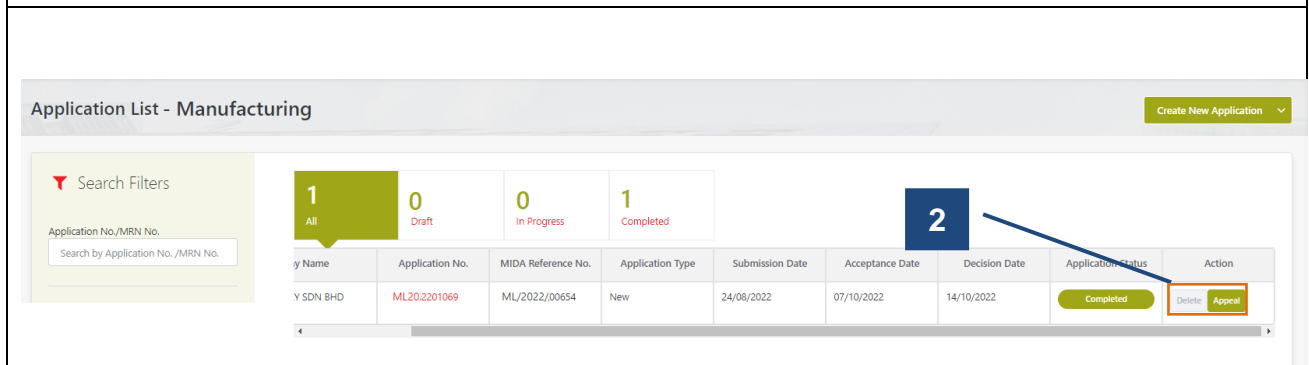 Application List - Manufacturing
Create New Application
Search Filters
Application No./MRN No.
Search by Application No. /MRN No.
1
All
0
Draft
0
In Progress
1
Completed
2
y Name Application No. MIDA Reference No. Application Type Submission Date Acceptance Date Decision Date Application Status Action
Y SDN BHD ML20:2201069 ML/2022/00654 New 24/08/2022 07/10/2022 14/10/2022 Completed Delete Appeal